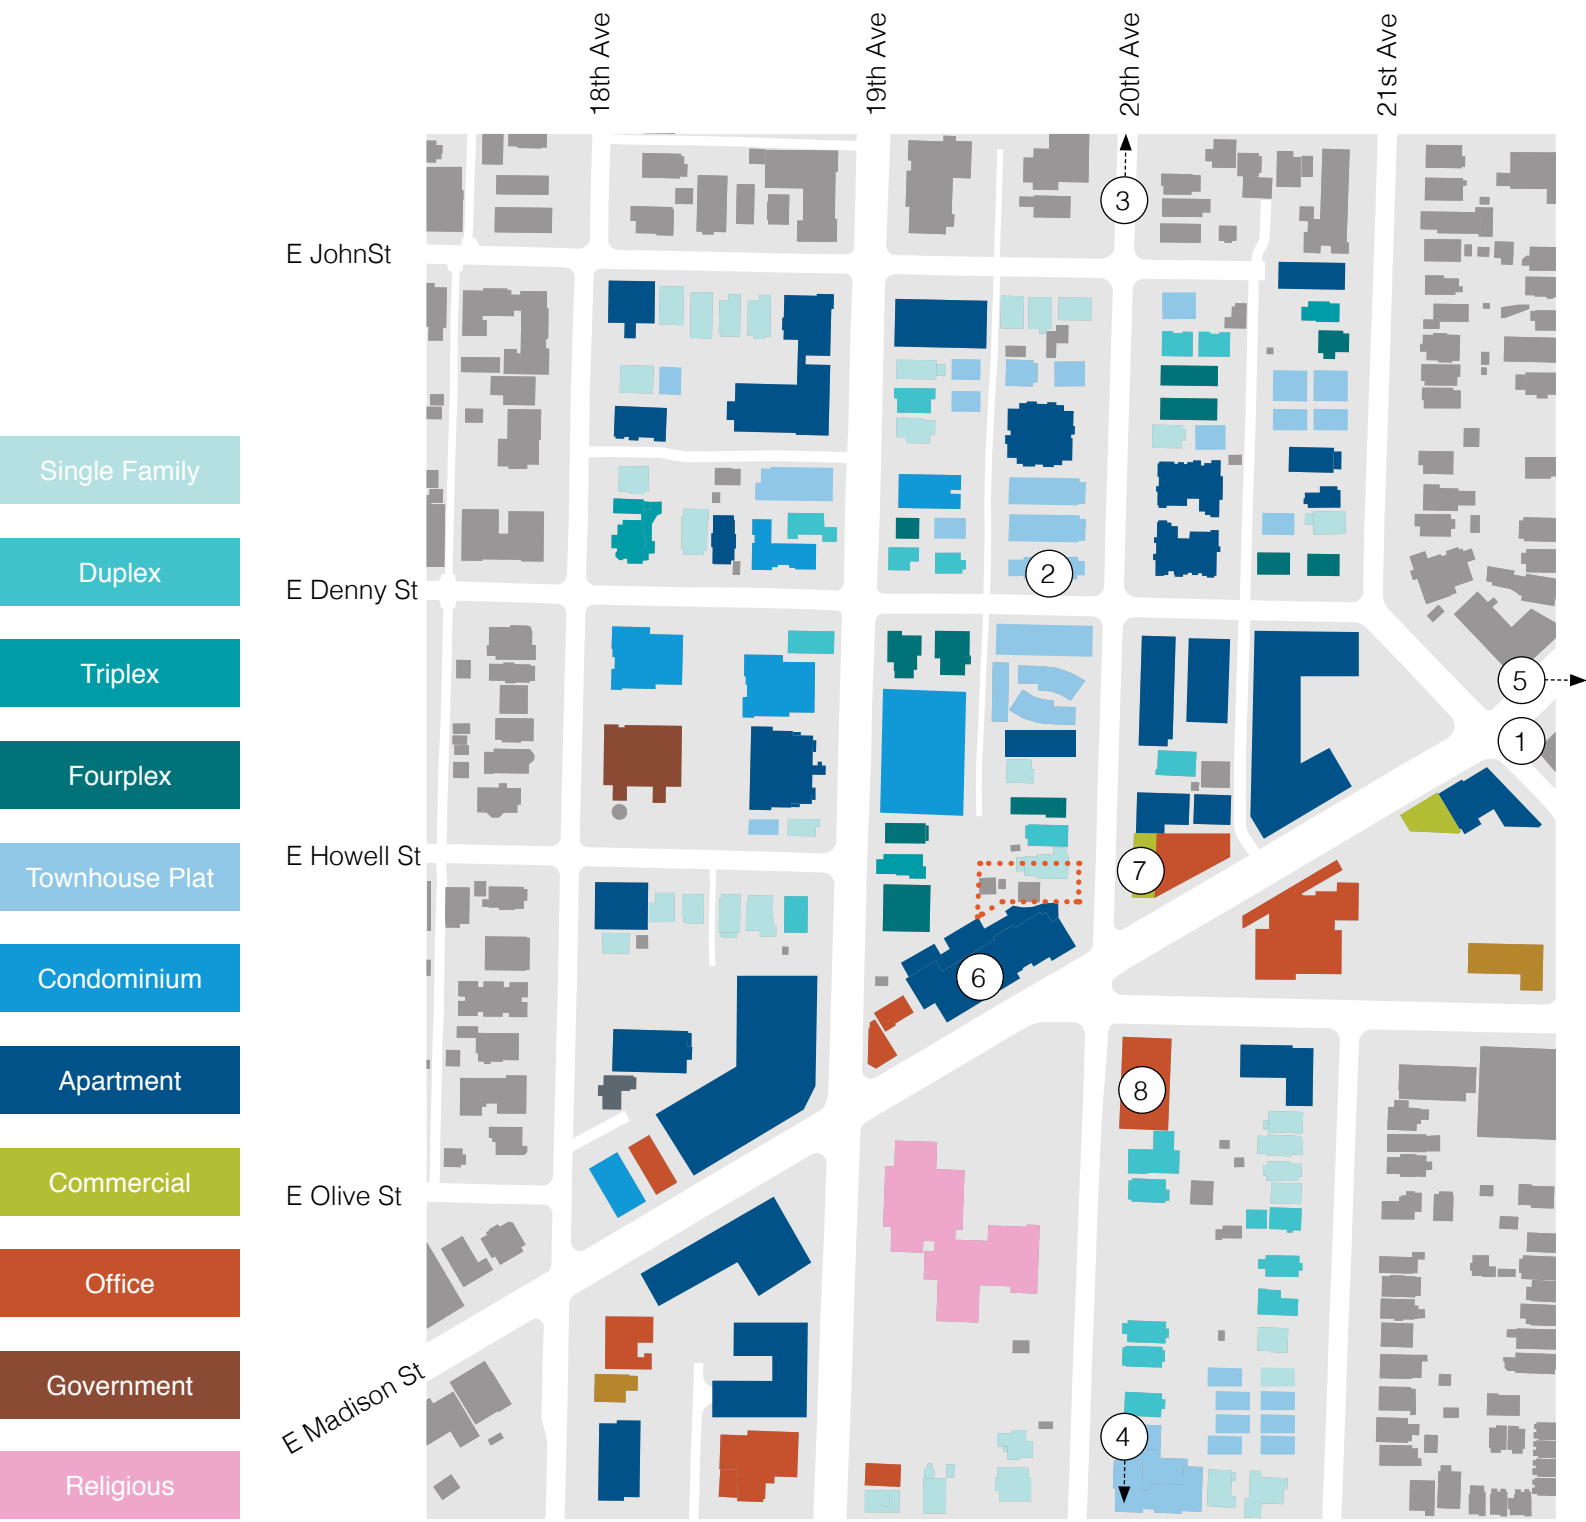 18th Ave
19th Ave
20th Ave
21st Ave
3
E JohnSt
Single Family
Duplex
E Denny St
2
Triplex
5
1
Fourplex
E Howell St
7
Townhouse Plat
Condominium
6
Apartment
8
Commercial
E Olive St
Office
Government
E Madison St
4
Religious